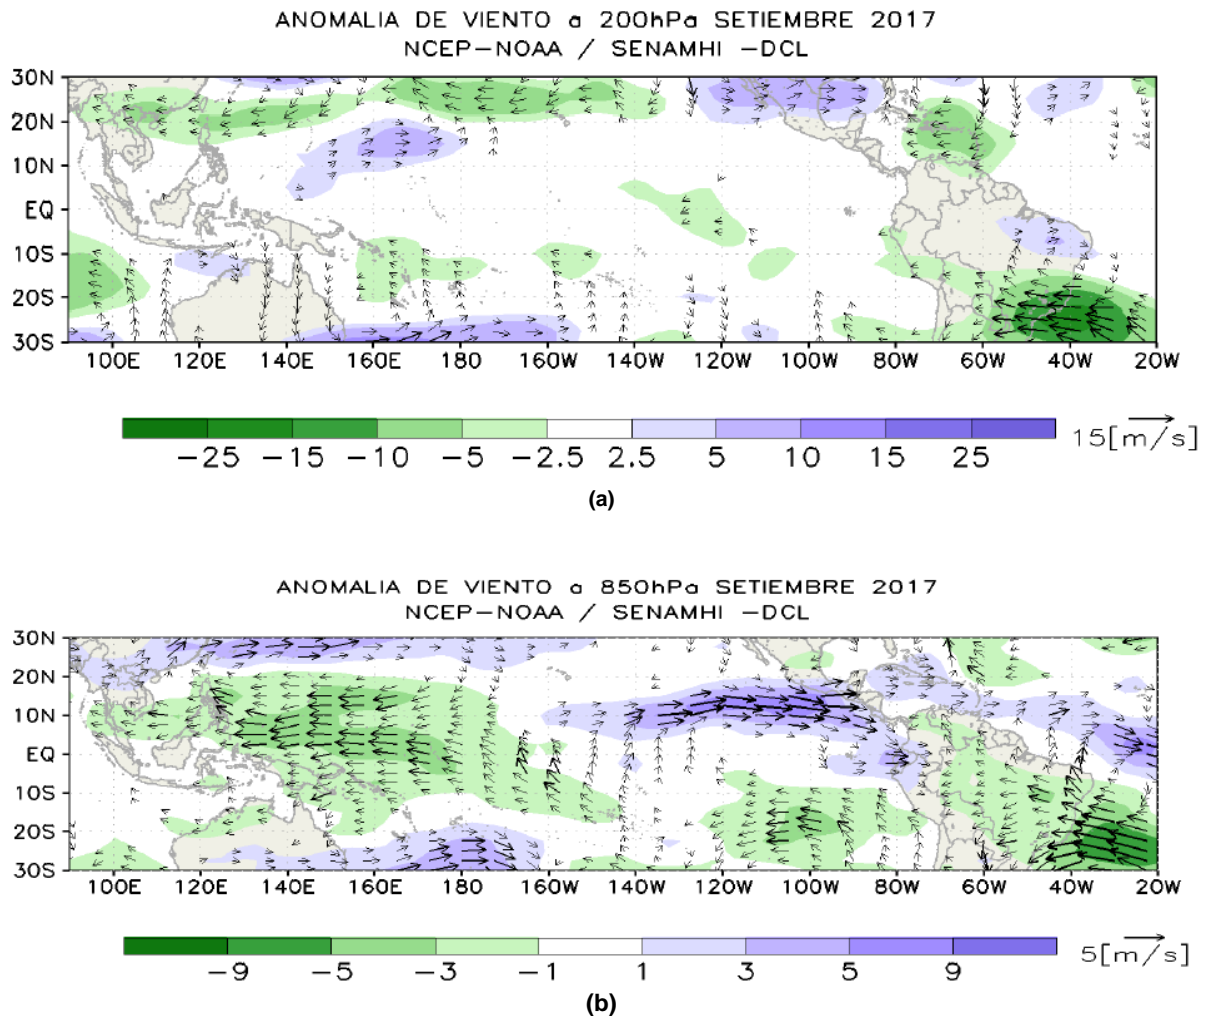 ANOMALIA DE VIENTO a 200hPa SETIEMBRE 2017
NCEP-NOAA / SENAMHI -DCL
30N
20N
10N
EQ
10S
20S
30S
100E 120E 140E 160E 180 160W 140W 120W 100W 80W 60W 40W 20W
-25 -15 -10 -5 -2.5 2.5 5 10 15 25
15[m/s]
(a)
ANOMALIA DE VIENTO a 850hPa SETIEMBRE 2017
NCEP-NOAA / SENAMHI -DCL
30N
20N
10N
EQ
10S
20S
30S
100E 120E 140E 160E 180 160W 140W 120W 100W 80W 60W 40W 20W
-9 -5 -3 -1 1 3 5 9
5[m/s]
(b)